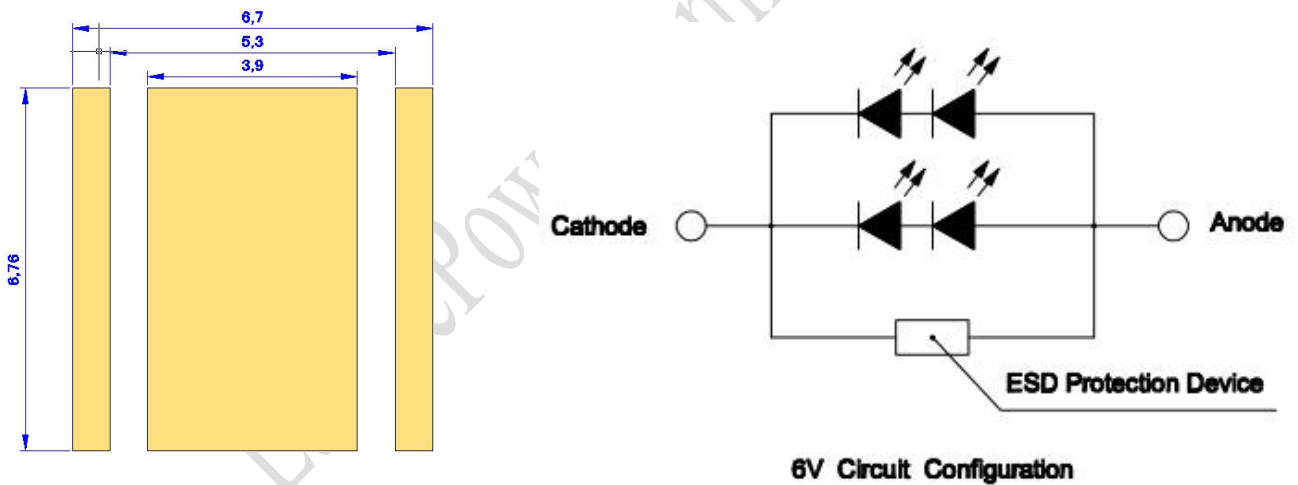 6,7
5,3
3,9
6,76
Cathode
Anode
ESD Protection Device
6V Circuit Configuration